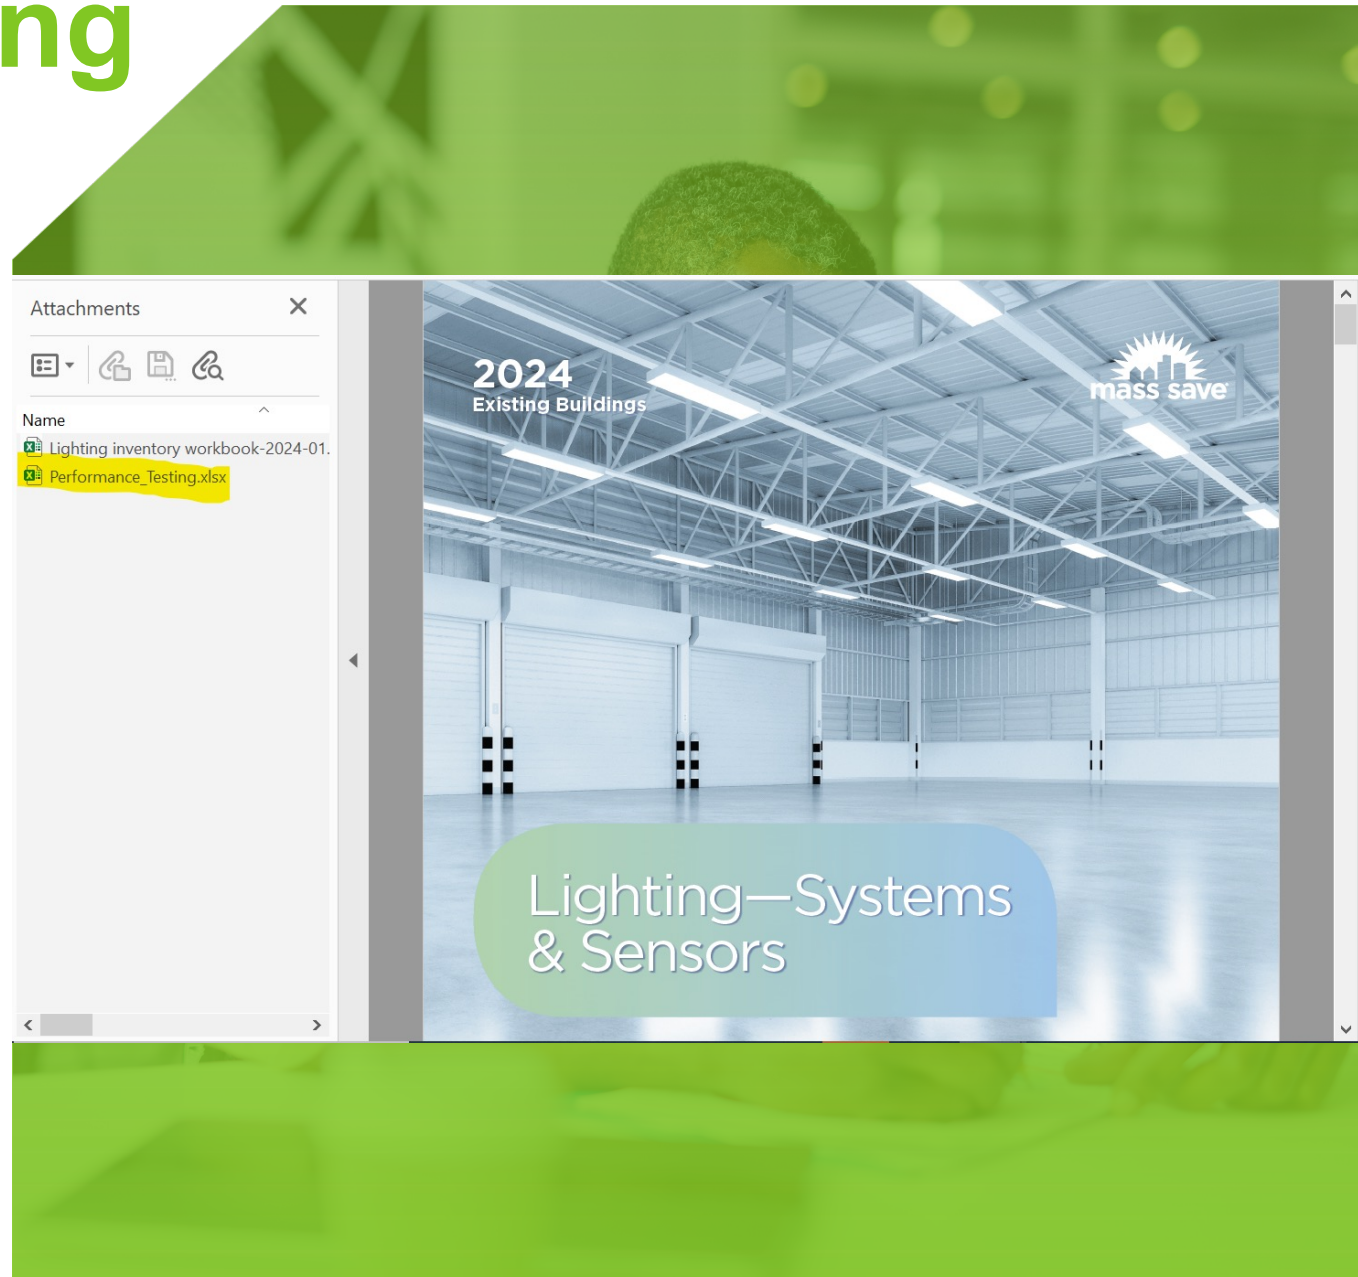 ng
Attachments
Name
Lighting inventory workbook-2024-01.
Performance_Testing.xlsx
2024
Existing Buildings
mass save
Lighting—Systems
& Sensors